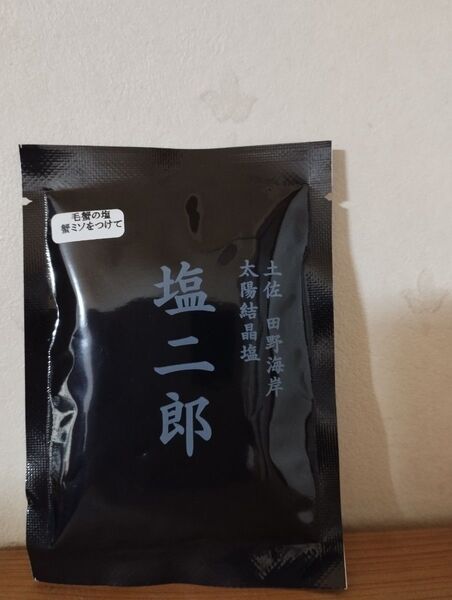 毛蟹の塩
蟹ミソをつけて
土佐 田野海岸
太陽結晶塩
塩二郎